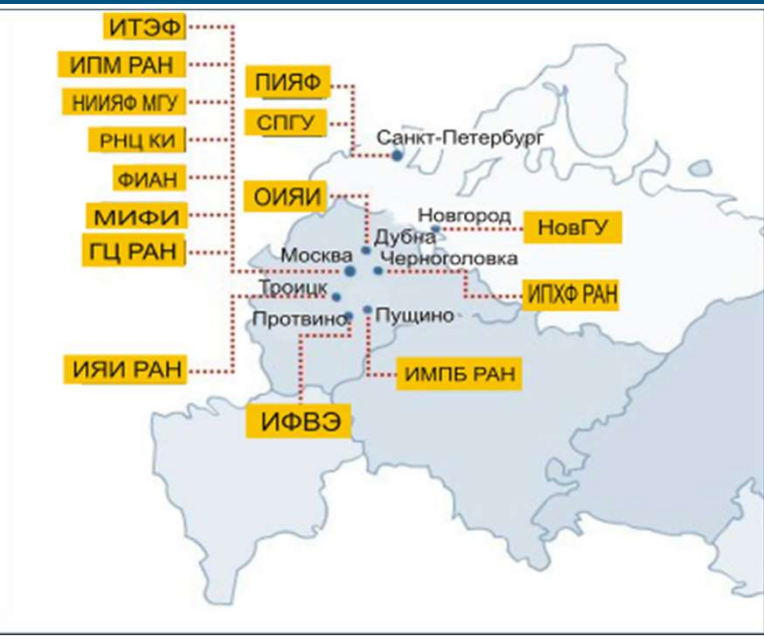 ИТЭФ
ИПМ РАН
НИИЯФ МГУ
РНЦ КИ
ФИАН
МИФИ
ГЦ РАН
ИЯИ РАН
ПИЯФ
СПГУ
Санкт-Петербург
ОИЯИ
Новгород
НовГУ
Дубна
Москва
Черноголовка
Троицк
ИПХФ РАН
Протвино
Пущино
ИМПБ РАН
ИФВЭ